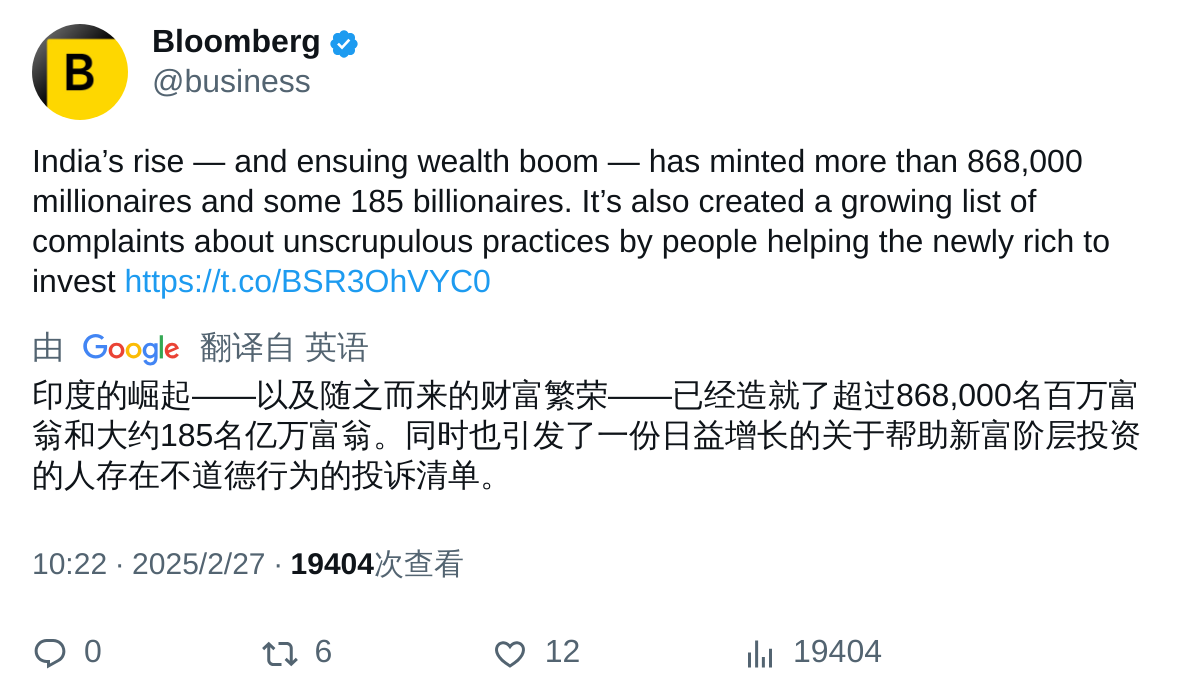 B
Bloomberg
@business
India’s rise — and ensuing wealth boom — has minted more than 868,000
millionaires and some 185 billionaires. It’s also created a growing list of
complaints about unscrupulous practices by people helping the newly rich to
invest https://t.co/BSR3OhVYC0
由 Google 翻译自 英语
印度的崛起——以及随之而来的财富繁荣——已经造就了超过868,000名百万富
翁和大约185名亿万富翁。同时也引发了一份日益增长的关于帮助新富阶层投资
的人存在不道德行为的投诉清单。
10:22 · 2025/2/27 · 19404次查看
0 6 12 19404